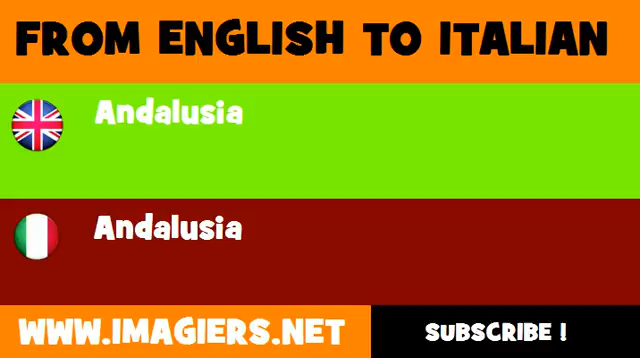 FROM ENGLISH TO ITALIAN
Andalusia
Andalusia
WWW.IMAGIERS.NET
SUBSCRIBE !